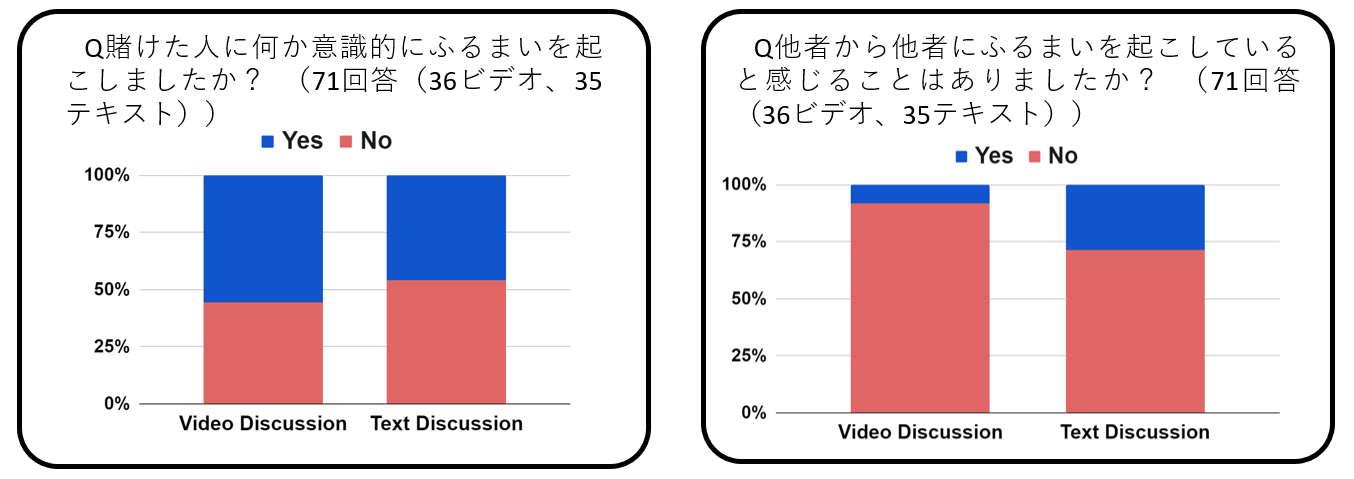 Q賭けた人に何か意識的にふるまいを起
こしましたか？　（71回答（36ビデオ、35
テキスト））
Yes No
100%
75%
50%
25%
0%
Video Discussion Text Discussion
Q他者から他者にふるまいを起こしている
と感じることはありましたか？　（71回答
（36ビデオ、35テキスト））
Yes No
100%
75%
50%
25%
0%
Video Discussion Text Discussion